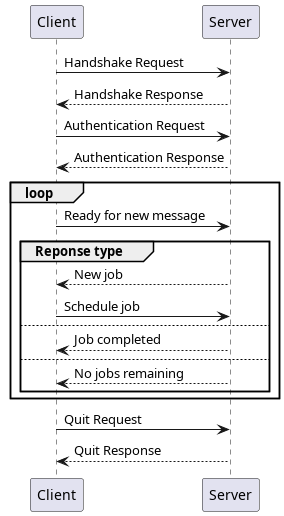 Client
Server
Handshake Request
Handshake Response
Authentication Request
Authentication Response
loop
Ready for new message
Reponse type
New job
Schedule job
Job completed
No jobs remaining
Quit Request
Quit Response
Client
Server